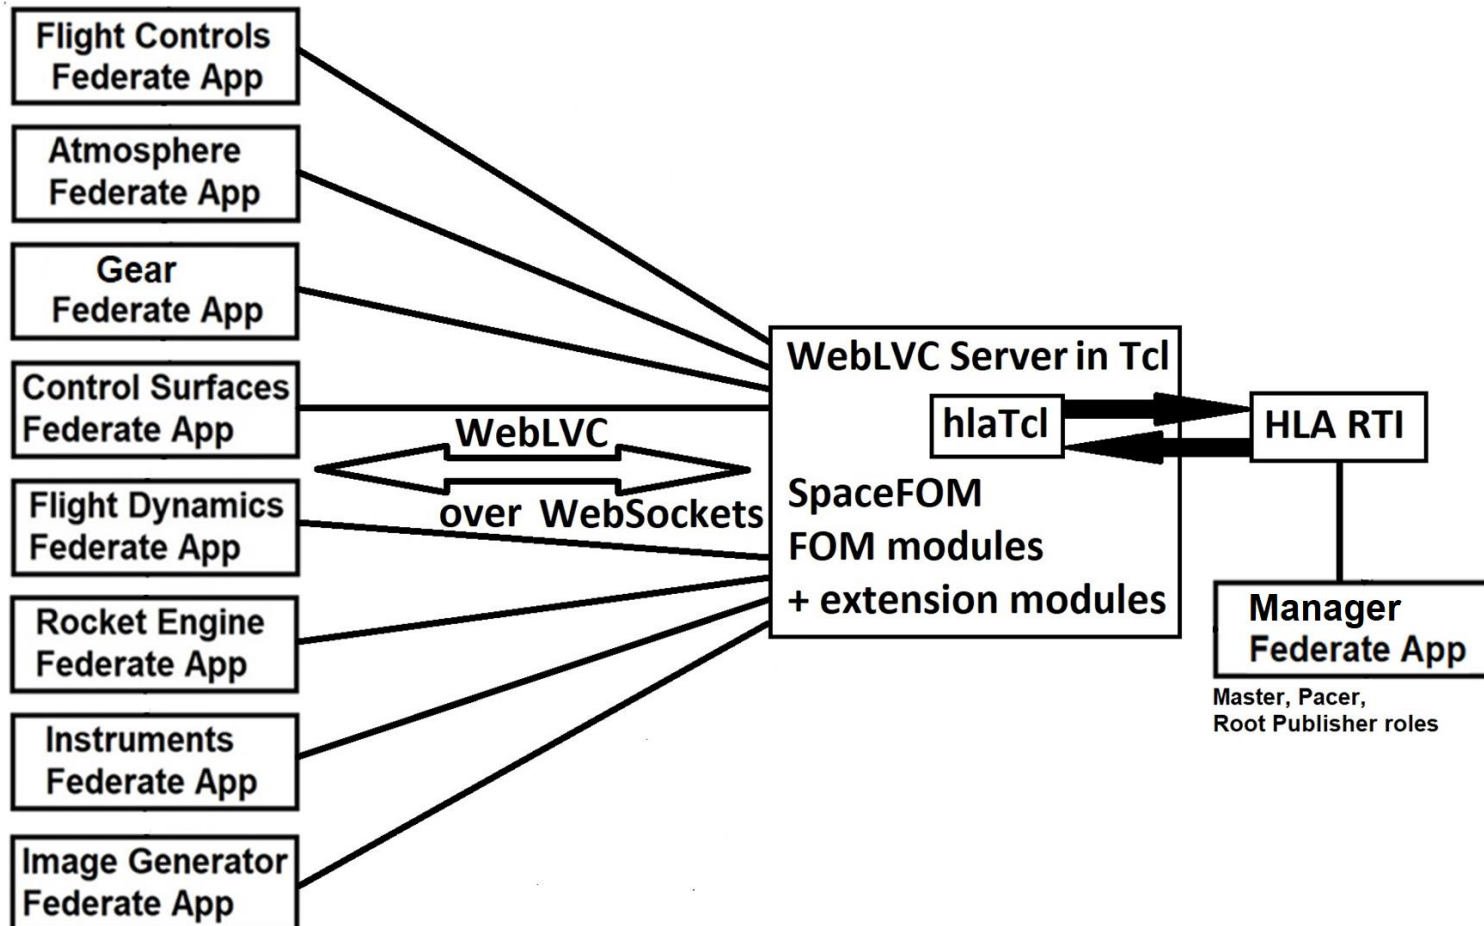 Flight Controls
Federate App
Atmosphere
Federate App
Gear
Federate App
Control Surfaces
Federate App
Flight Dynamics
Federate App
Rocket Engine
Federate App
Instruments
Federate App
Image Generator
Federate App
WebLVC
over WebSockets
WebLVC Server in Tcl
hlaTcl
SpaceFOM
FOM modules
+ extension modules
HLA RTI
Manager
Federate App
Master, Pacer,
Root Publisher roles